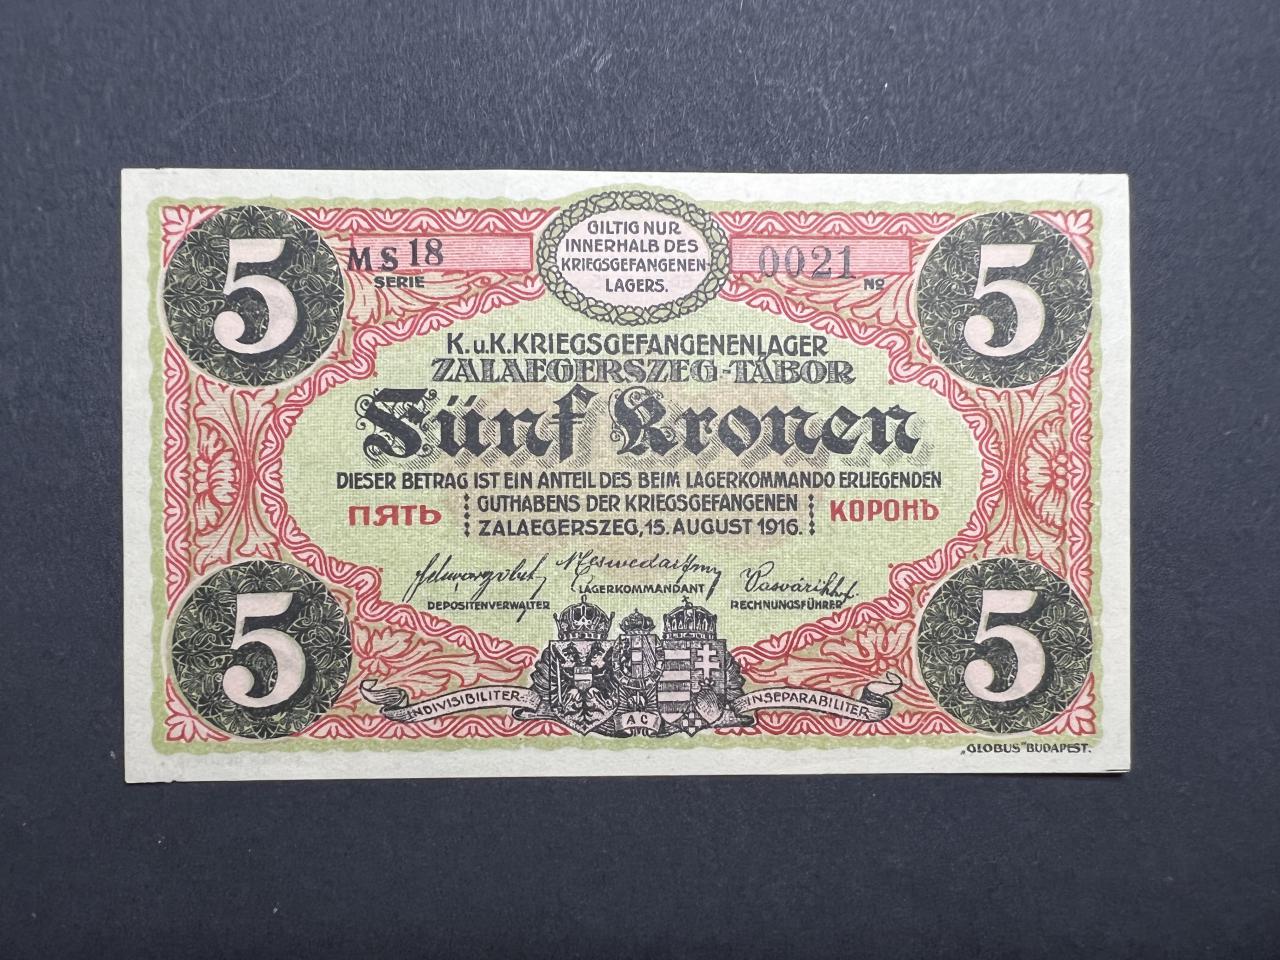 5
MS 18
SERIE
GILTIG NUR
INNERHALB DES
KRIEGSGEFANGENEN-
LAGERS.
0021
No
5
K.u.K. KRIEGSGEFANGENENLAGER
ZALAEGERSZEG-TÁBOR
Fünf Kronen
DIESER BETRAG IST EIN ANTEIL DES BEIM LAGERKOMMANDO ERLIEGENDEN
GUTHABENS DER KRIEGSGEFANGENEN
ПЯТЬ
КОРОНЪ
ZALAEGERSZEG, 15. AUGUST 1916.
LAGERKOMMANDANT
DEPOSITENVERWALTER
RECHNUNGSFÜHRER
5
INDIVISIBILITER
AC
INSEPARABILITER
5
„GLOBUS" BUDAPEST.